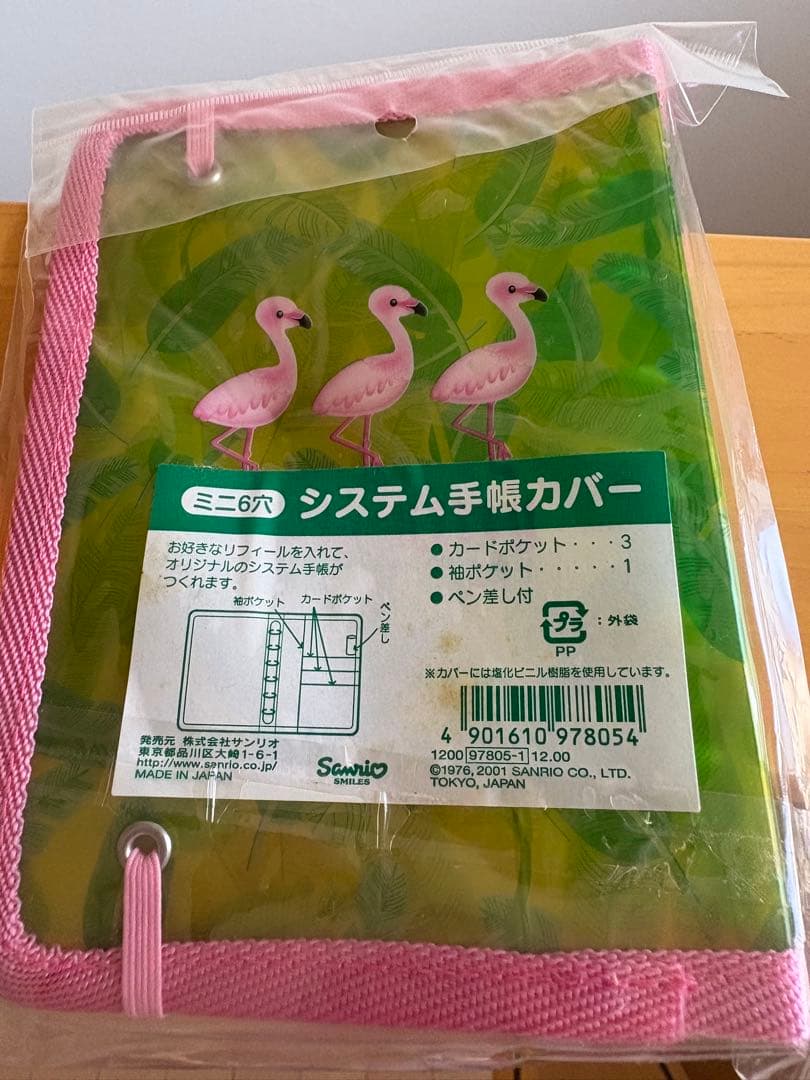 ミニ6穴 システム手帳カバー
お好きなリフィールを入れて、
オリジナルのシステム手帳が
つくれます。
● カードポケット・・・3
● 袖ポケット・・・・・1
● ペン差し付
プラ :外袋
PP
袖ポケット カードポケット ペン差し
※カバーには塩化ビニル樹脂を使用しています。
4 901610 978054
発売元 株式会社サンリオ
東京都品川区大崎1-6-1
http://www.sanrio.co.jp/
MADE IN JAPAN
Sanrio
SMILES
1200 97805-1 12.00
©1976, 2001 SANRIO CO., LTD.
TOKYO, JAPAN